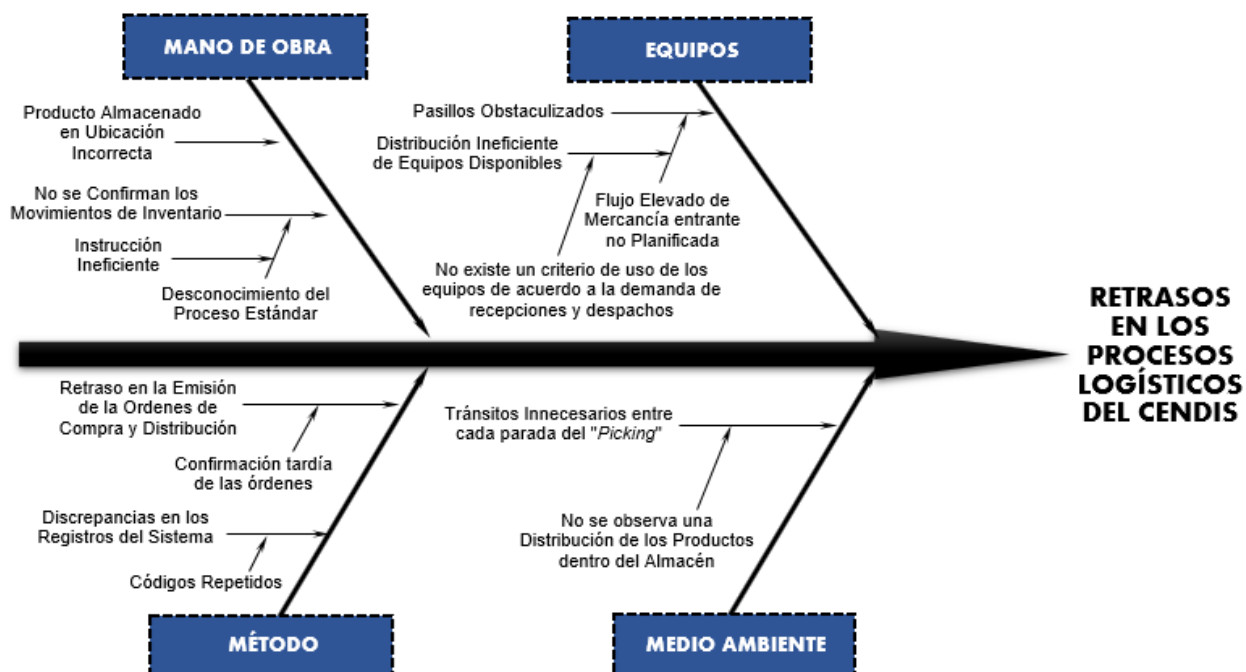 MANO DE OBRA
EQUIPOS
Producto Almacenado
en Ubicación
Incorrecta
No se Confirman los
Movimientos de Inventario
Instrucción
Ineficiente
Desconocimiento del
Proceso Estándar
Pasillos Obstaculizados
Distribución Ineficiente
de Equipos Disponibles
Flujo Elevado de
Mercancía entrante
no Planificada
No existe un criterio de uso de los
equipos de acuerdo a la demanda de
recepciones y despachos
RETRASOS
EN LOS
PROCESOS
LOGÍSTICOS
DEL CENDIS
Retraso en la Emisión
de la Ordenes de
Compra y Distribución
Confirmación tardía
de las órdenes
Discrepancias en los
Registros del Sistema
Códigos Repetidos
Tránsitos Innecesarios entre
cada parada del "Picking"
No se observa una
Distribución de los Productos
dentro del Almacén
MÉTODO
MEDIO AMBIENTE